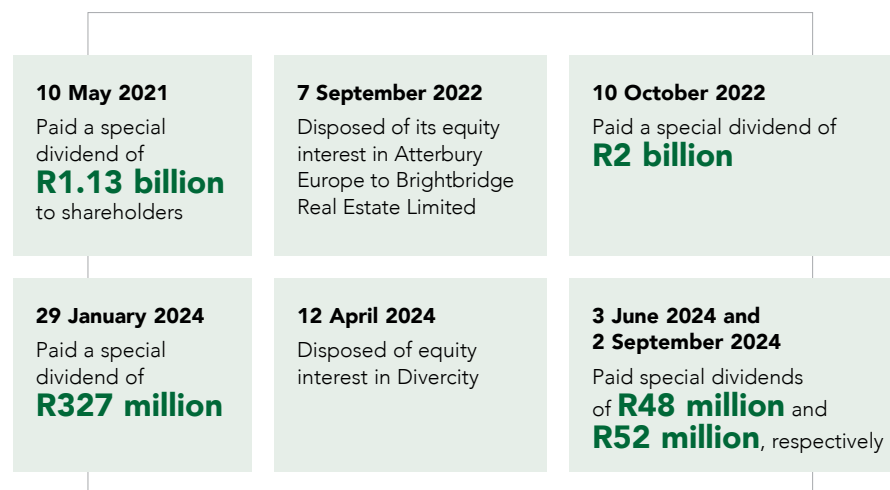 10 May 2021
Paid a special
dividend of
R1.13 billion
to shareholders
7 September 2022
Disposed of its equity
interest in Atterbury
Europe to Brightbridge
Real Estate Limited
10 October 2022
Paid a special dividend of
R2 billion
29 January 2024
Paid a special
dividend of
R327 million
12 April 2024
Disposed of equity
interest in Divercity
3 June 2024 and
2 September 2024
Paid special dividends
of R48 million and
R52 million, respectively